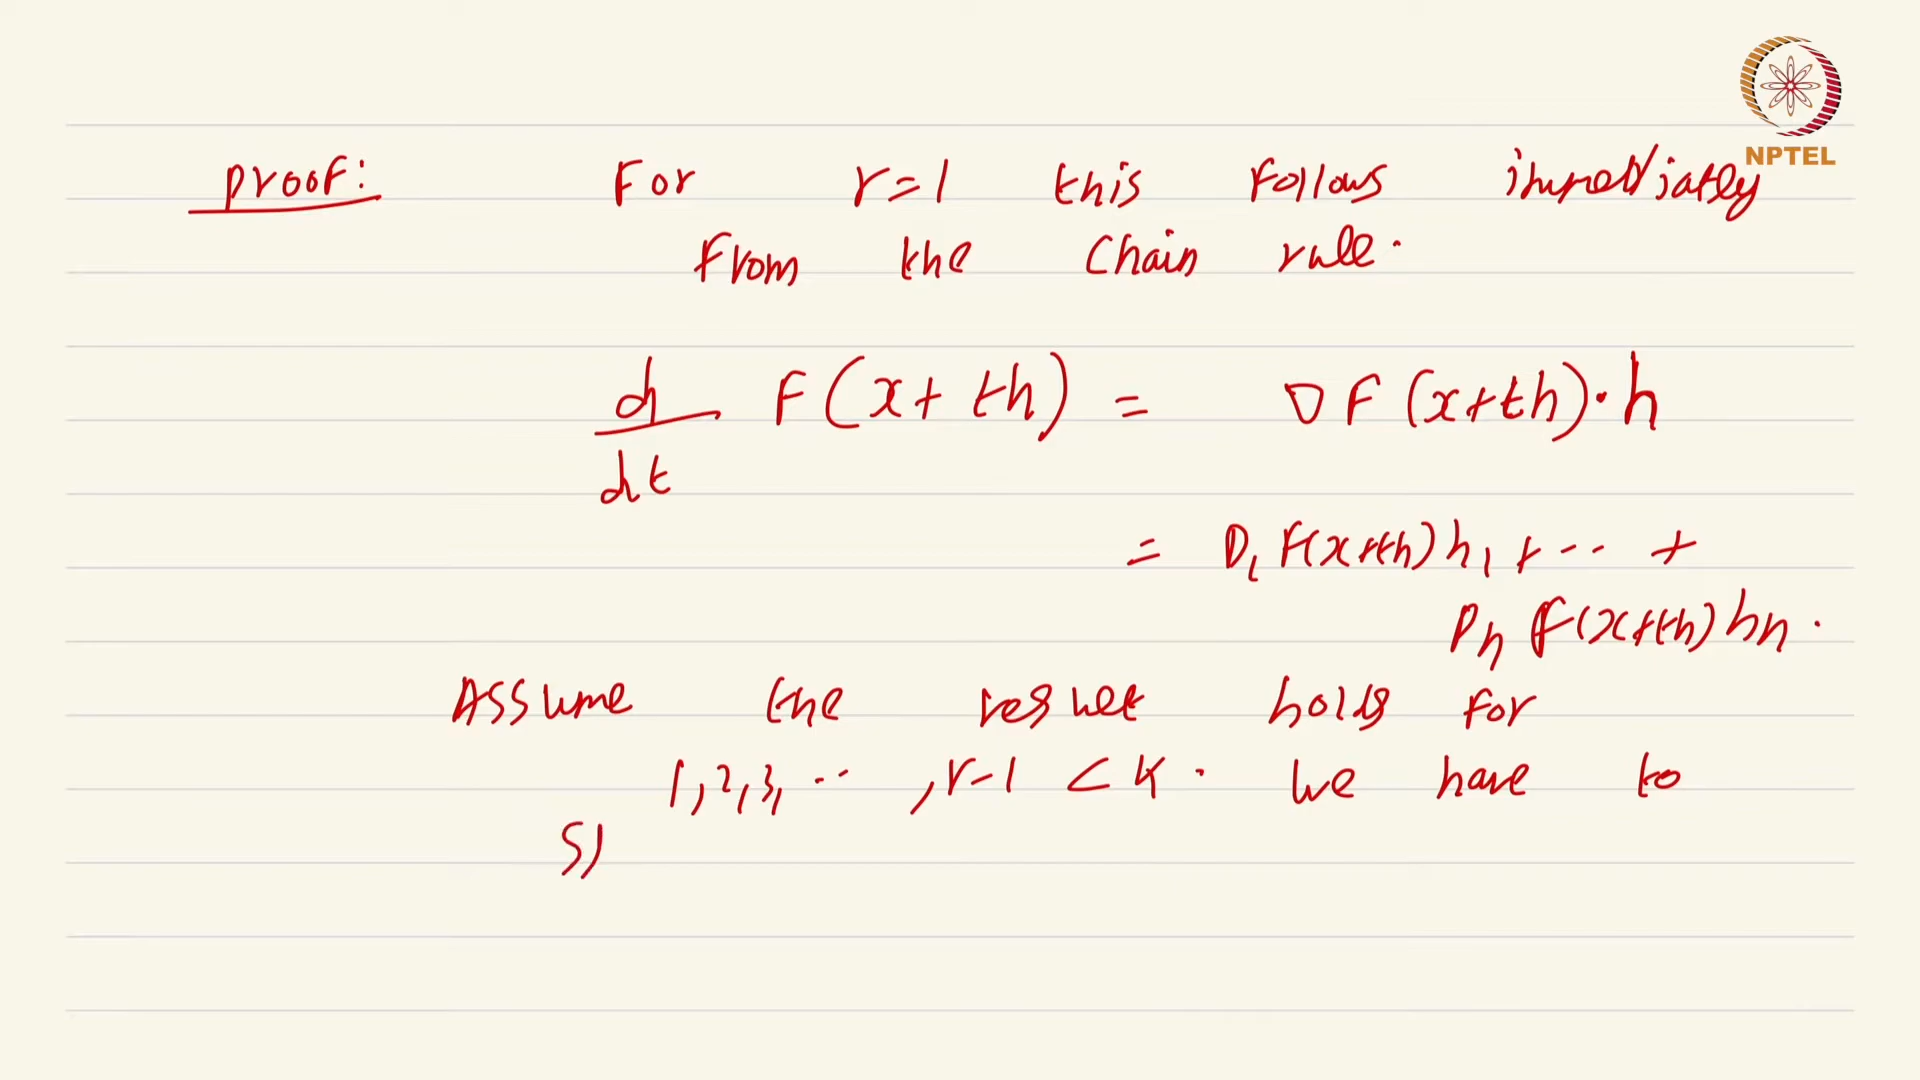 NPTEL
Proof: For r=1 this follows immediately
from the Chain rule.
d/dt F(x+th) = ∇F(x+th)·h
= D₁F(x+th)h₁+ ·· +
Dₙ F(x+th)hₙ.
Assume the result holds for
1,2,3, ·· ,r-1 < k. We have to